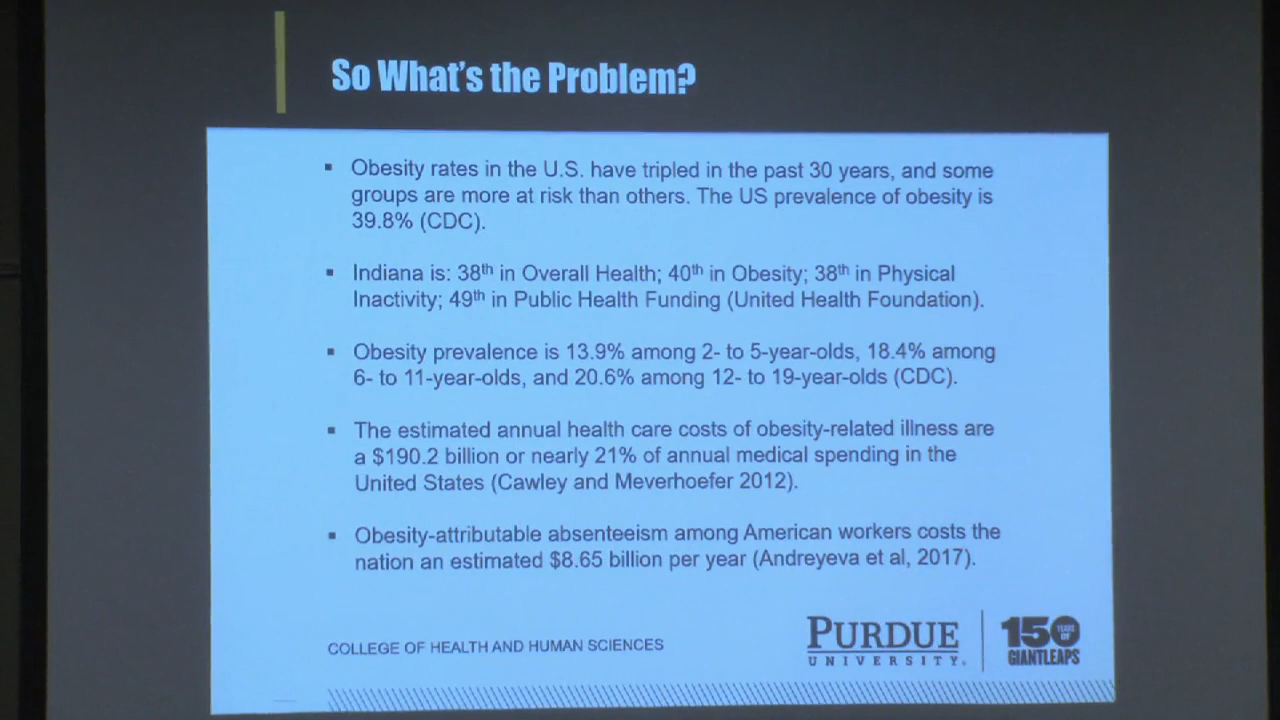 So What's the Problem?
▪ Obesity rates in the U.S. have tripled in the past 30 years, and some
groups are more at risk than others. The US prevalence of obesity is
39.8% (CDC).
▪ Indiana is: 38th in Overall Health; 40th in Obesity; 38th in Physical
Inactivity; 49th in Public Health Funding (United Health Foundation).
▪ Obesity prevalence is 13.9% among 2- to 5-year-olds, 18.4% among
6- to 11-year-olds, and 20.6% among 12- to 19-year-olds (CDC).
▪ The estimated annual health care costs of obesity-related illness are
a $190.2 billion or nearly 21% of annual medical spending in the
United States (Cawley and Meverhoefer 2012).
▪ Obesity-attributable absenteeism among American workers costs the
nation an estimated $8.65 billion per year (Andreyeva et al, 2017).
COLLEGE OF HEALTH AND HUMAN SCIENCES
PURDUE
UNIVERSITY.
150 YEARS OF
GIANT LEAPS